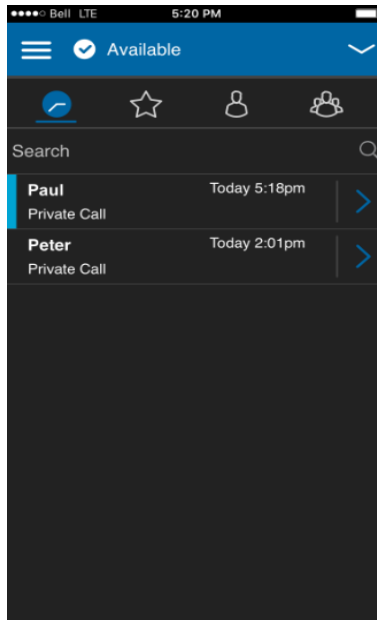 Bell LTE 5:20 PM
Available
Search
Paul Today 5:18pm
Private Call
Peter Today 2:01pm
Private Call